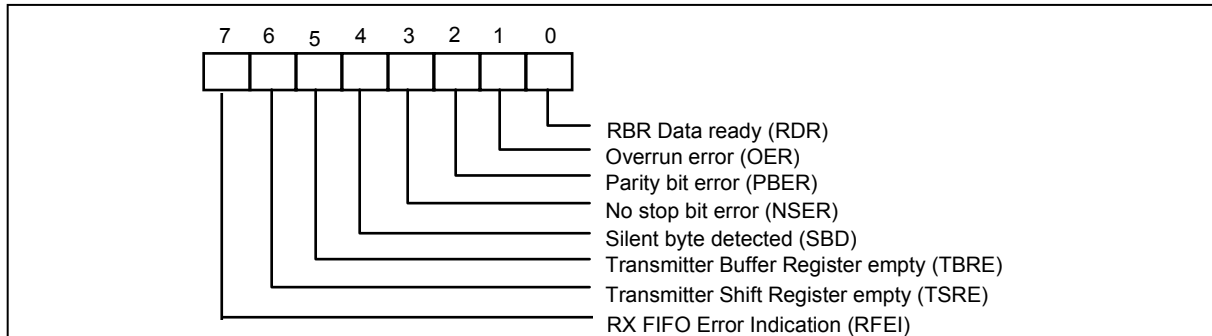 7 6 5 4 3 2 1 0
RBR Data ready (RDR)
Overrun error (OER)
Parity bit error (PBER)
No stop bit error (NSER)
Silent byte detected (SBD)
Transmitter Buffer Register empty (TBRE)
Transmitter Shift Register empty (TSRE)
RX FIFO Error Indication (RFEI)